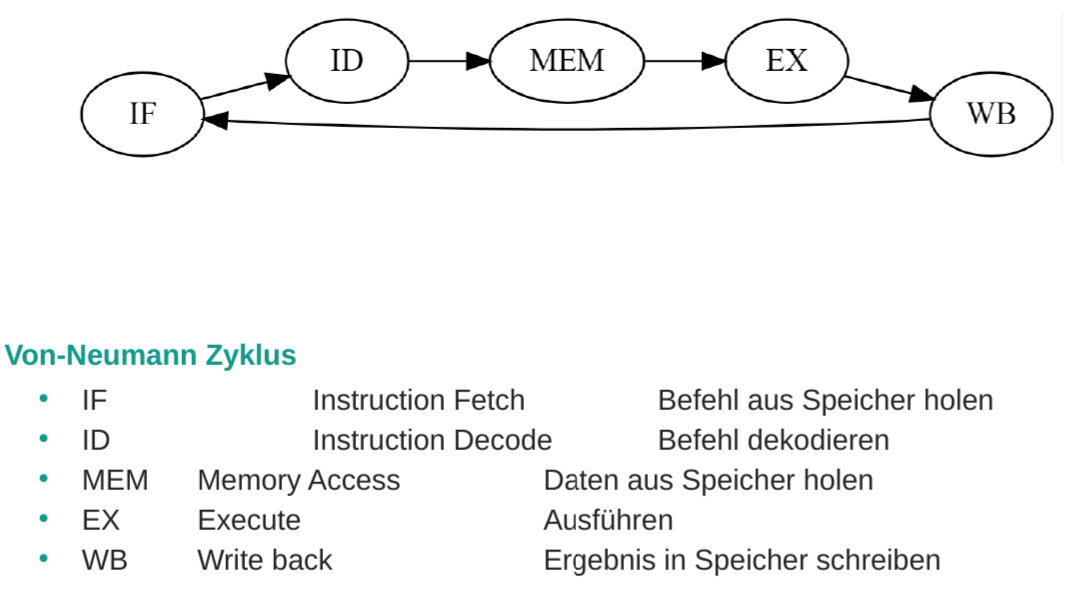 ID MEM EX
IF WB
Von-Neumann Zyklus
• IF Instruction Fetch Befehl aus Speicher holen
• ID Instruction Decode Befehl dekodieren
• MEM Memory Access Daten aus Speicher holen
• EX Execute Ausführen
• WB Write back Ergebnis in Speicher schreiben